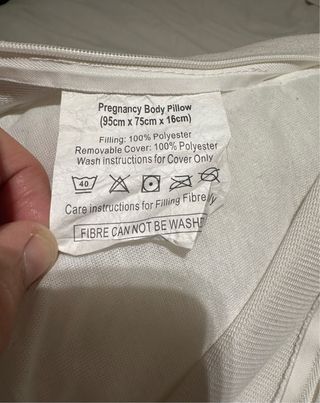 Pregnancy Body Pillow
(95cm x 75cm x 16cm)
Filling: 100% Polyester
Removable Cover: 100% Polyester
Wash instructions for Cover Only
40
Care instructions for Filling Fibre
FIBRE CAN NOT BE WASH